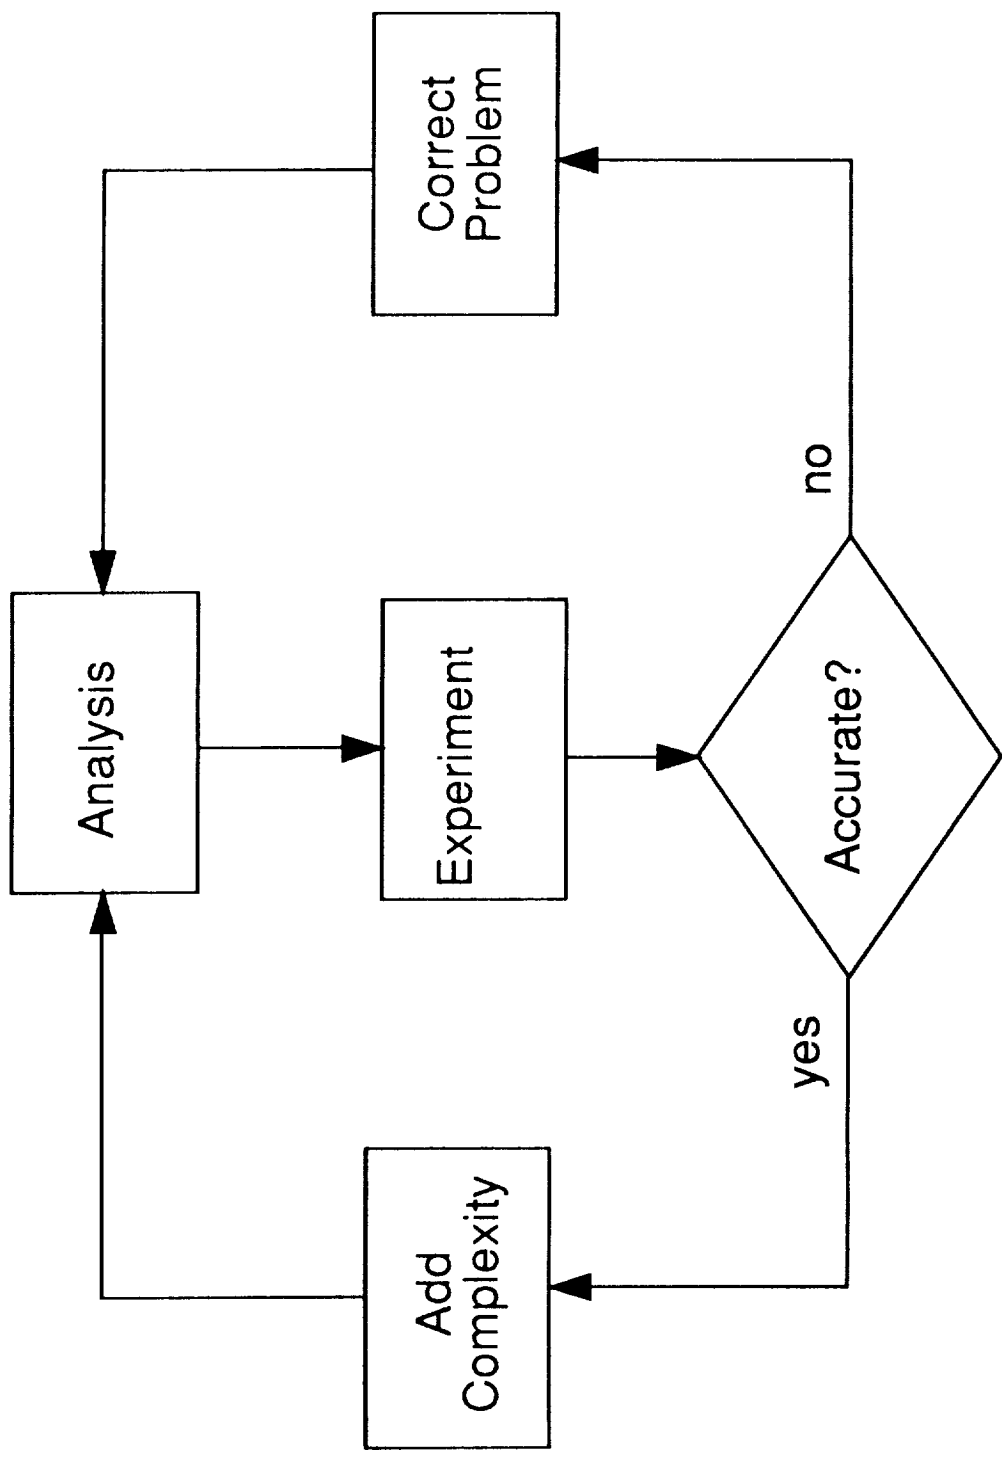 Analysis
Experiment
Accurate?
yes
no
Add
Complexity
Correct
Problem